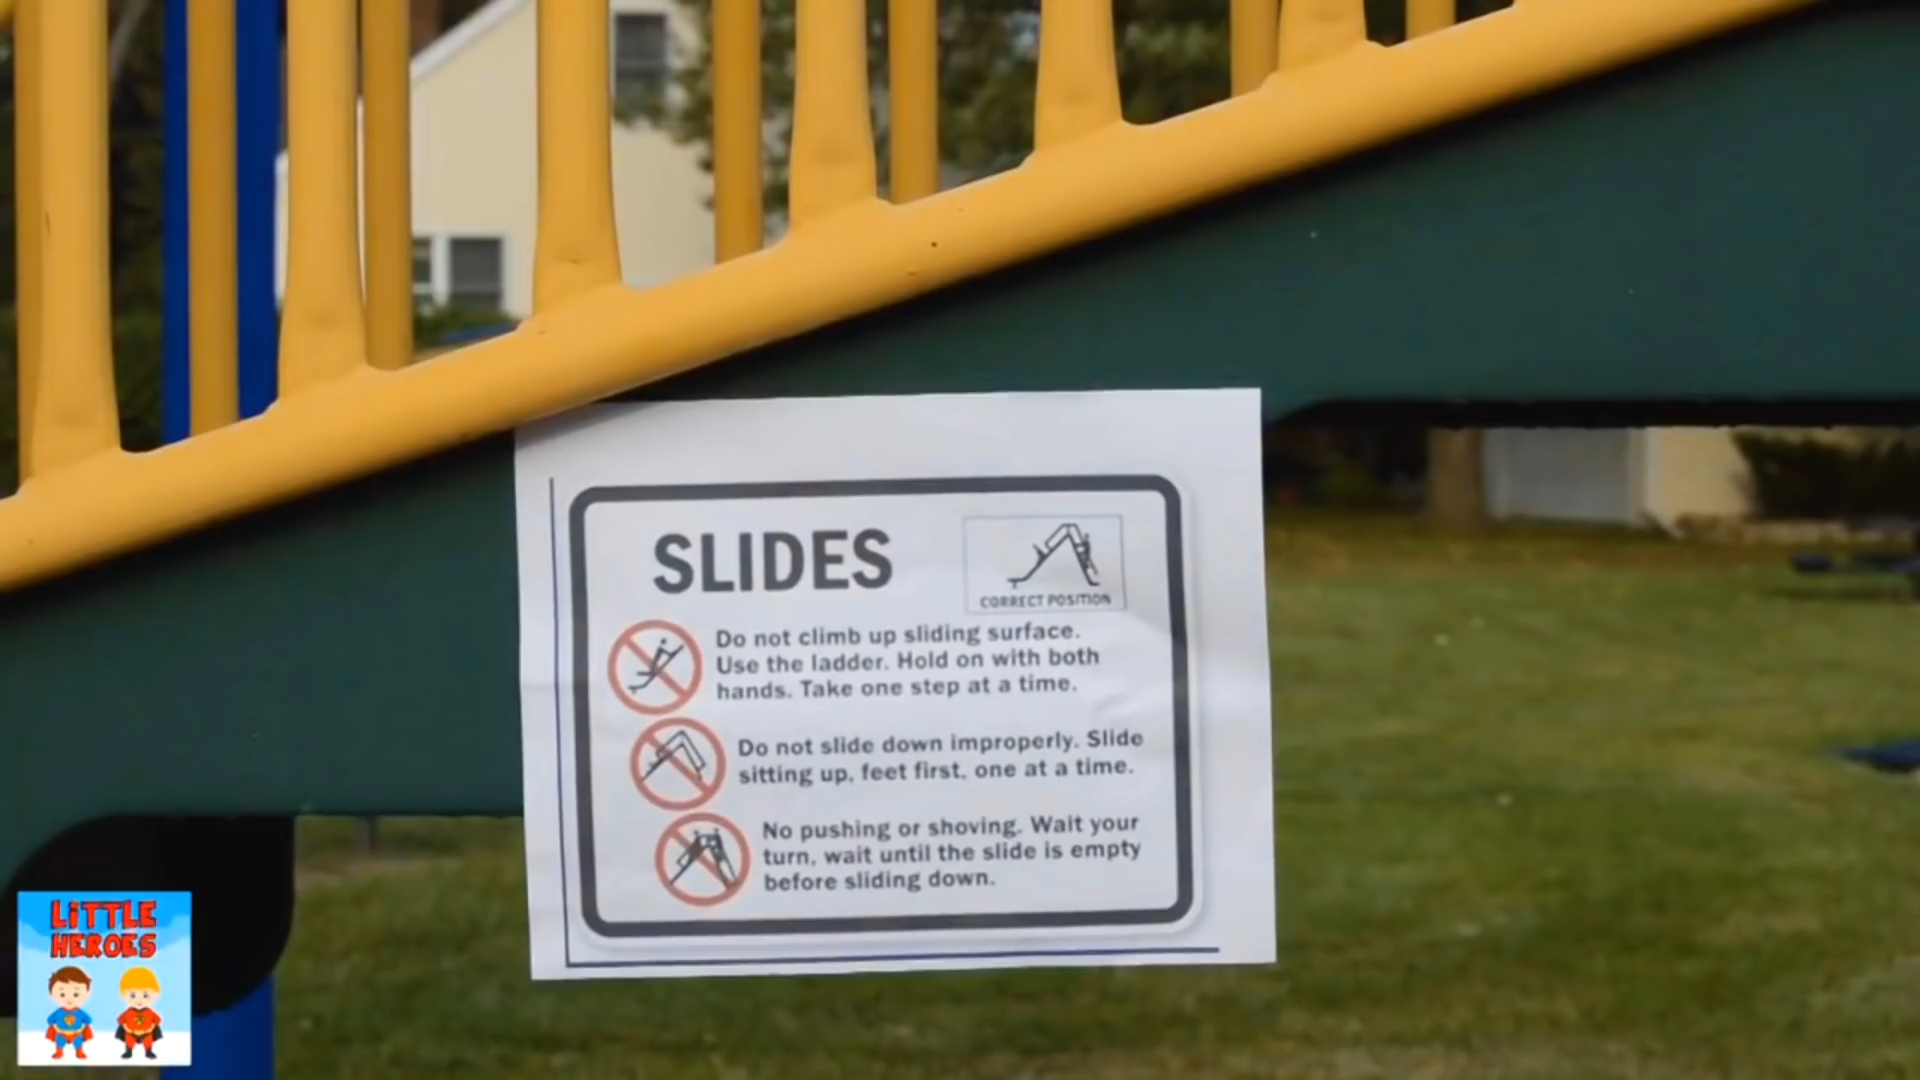 SLIDES
CORRECT POSITION
Do not climb up sliding surface.
Use the ladder. Hold on with both
hands. Take one step at a time.
Do not slide down improperly. Slide
sitting up, feet first, one at a time.
No pushing or shoving. Wait your
turn, wait until the slide is empty
before sliding down.
LiTTLE
HEROES